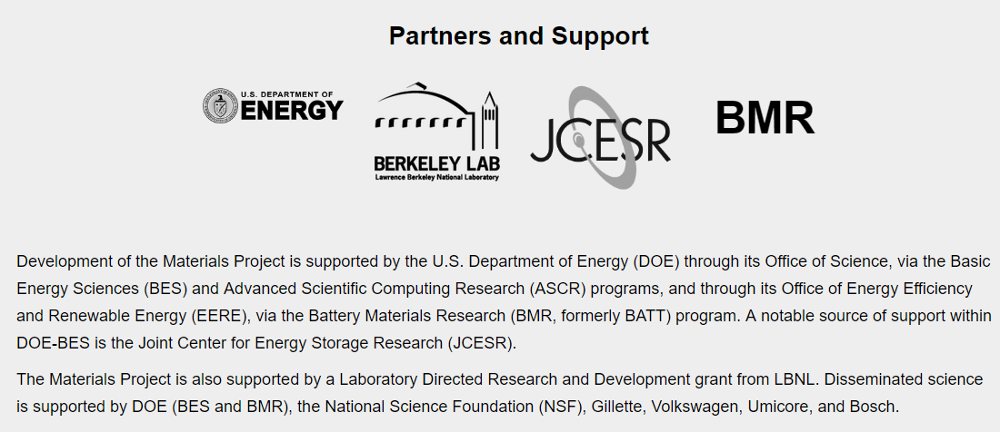 Partners and Support
U.S. DEPARTMENT OF
ENERGY
BERKELEY LAB
Lawrence Berkeley National Laboratory
JCESR
BMR
Development of the Materials Project is supported by the U.S. Department of Energy (DOE) through its Office of Science, via the Basic
Energy Sciences (BES) and Advanced Scientific Computing Research (ASCR) programs, and through its Office of Energy Efficiency
and Renewable Energy (EERE), via the Battery Materials Research (BMR, formerly BATT) program. A notable source of support within
DOE-BES is the Joint Center for Energy Storage Research (JCESR).
The Materials Project is also supported by a Laboratory Directed Research and Development grant from LBNL. Disseminated science
is supported by DOE (BES and BMR), the National Science Foundation (NSF), Gillette, Volkswagen, Umicore, and Bosch.